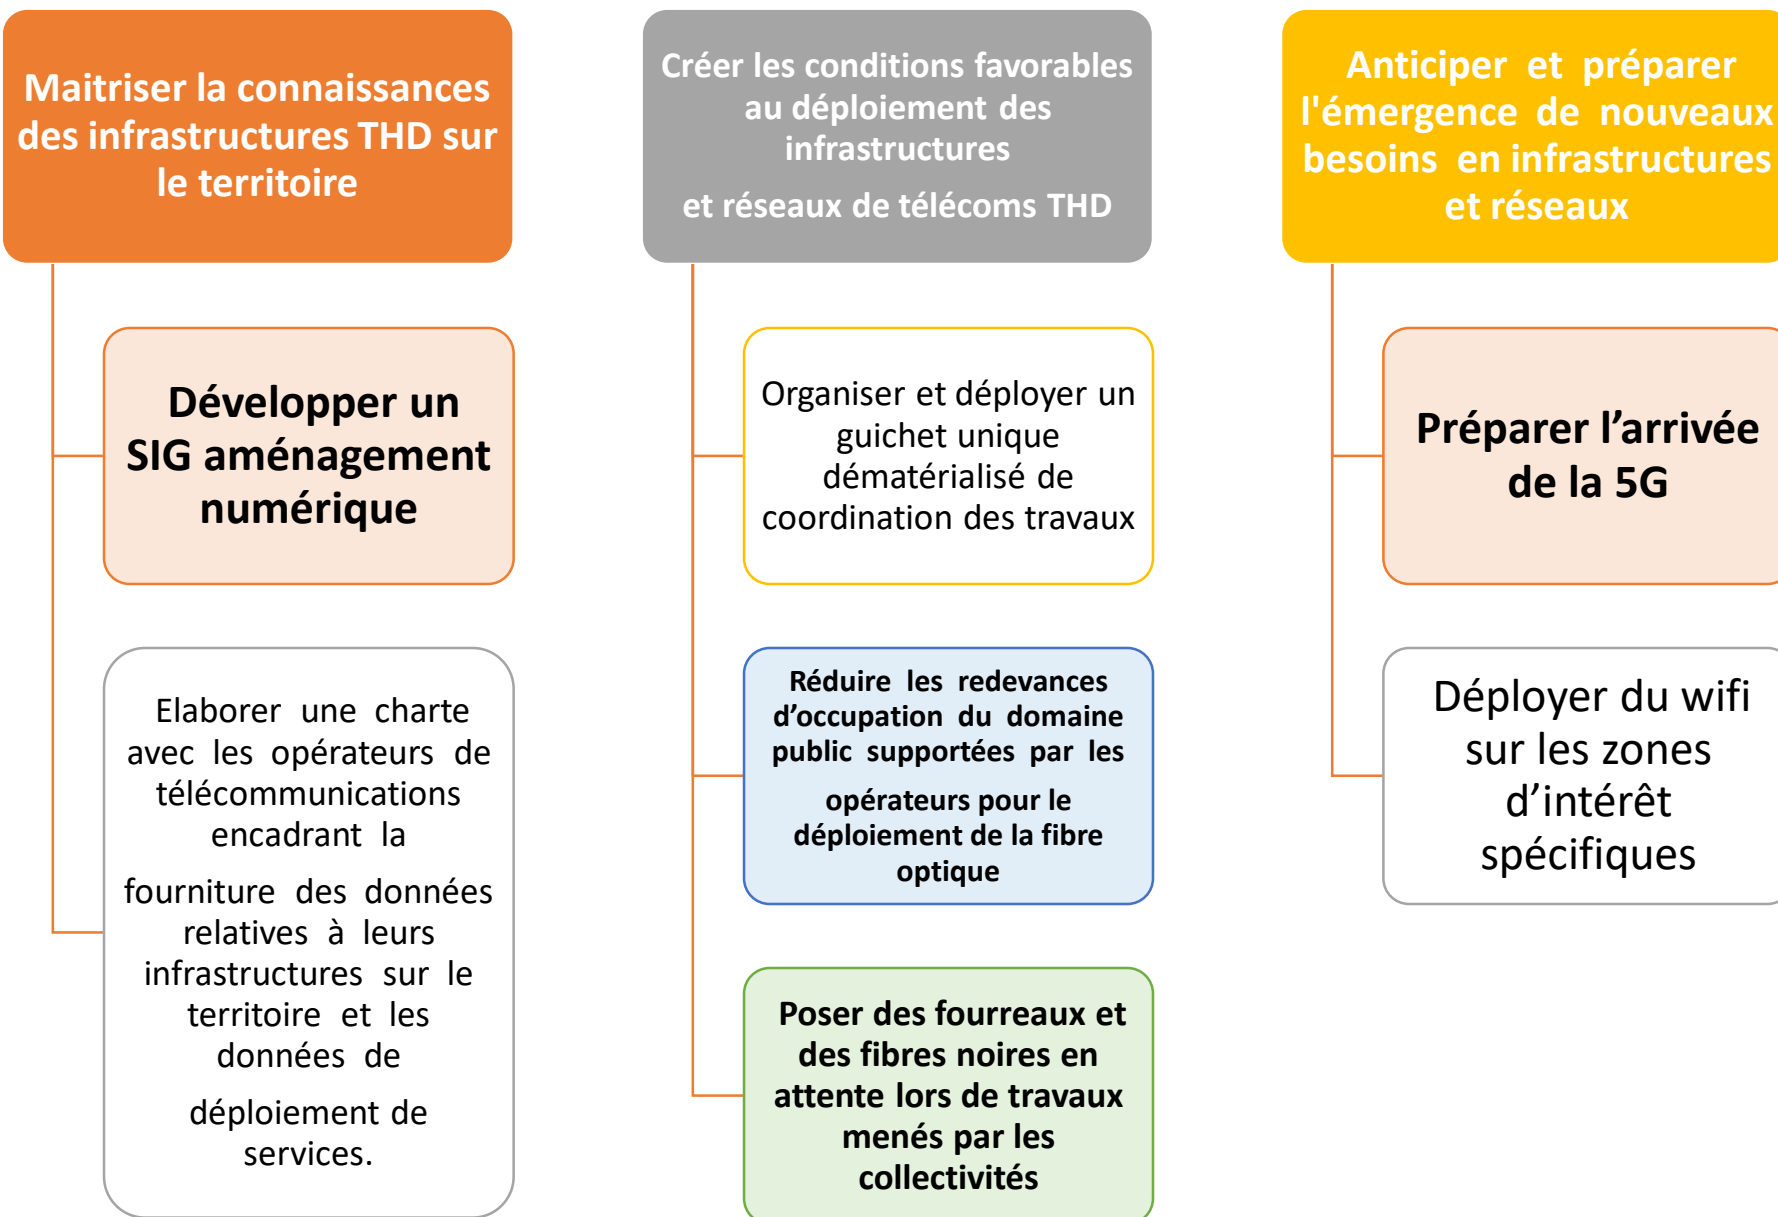 Maitriser la connaissances
des infrastructures THD sur
le territoire
Développer un
SIG aménagement
numérique
Elaborer une charte
avec les opérateurs de
télécommunications
encadrant la
fourniture des données
relatives à leurs
infrastructures sur le
territoire et les
données de
déploiement de
services.
Créer les conditions favorables
au déploiement des
infrastructures
et réseaux de télécoms THD
Organiser et déployer un
guichet unique
dématérialisé de
coordination des travaux
Réduire les redevances
d’occupation du domaine
public supportées par les
opérateurs pour le
déploiement de la fibre
optique
Poser des fourreaux et
des fibres noires en
attente lors de travaux
menés par les
collectivités
Anticiper et préparer
l'émergence de nouveaux
besoins en infrastructures
et réseaux
Préparer l’arrivée
de la 5G
Déployer du wifi
sur les zones
d’intérêt
spécifiques